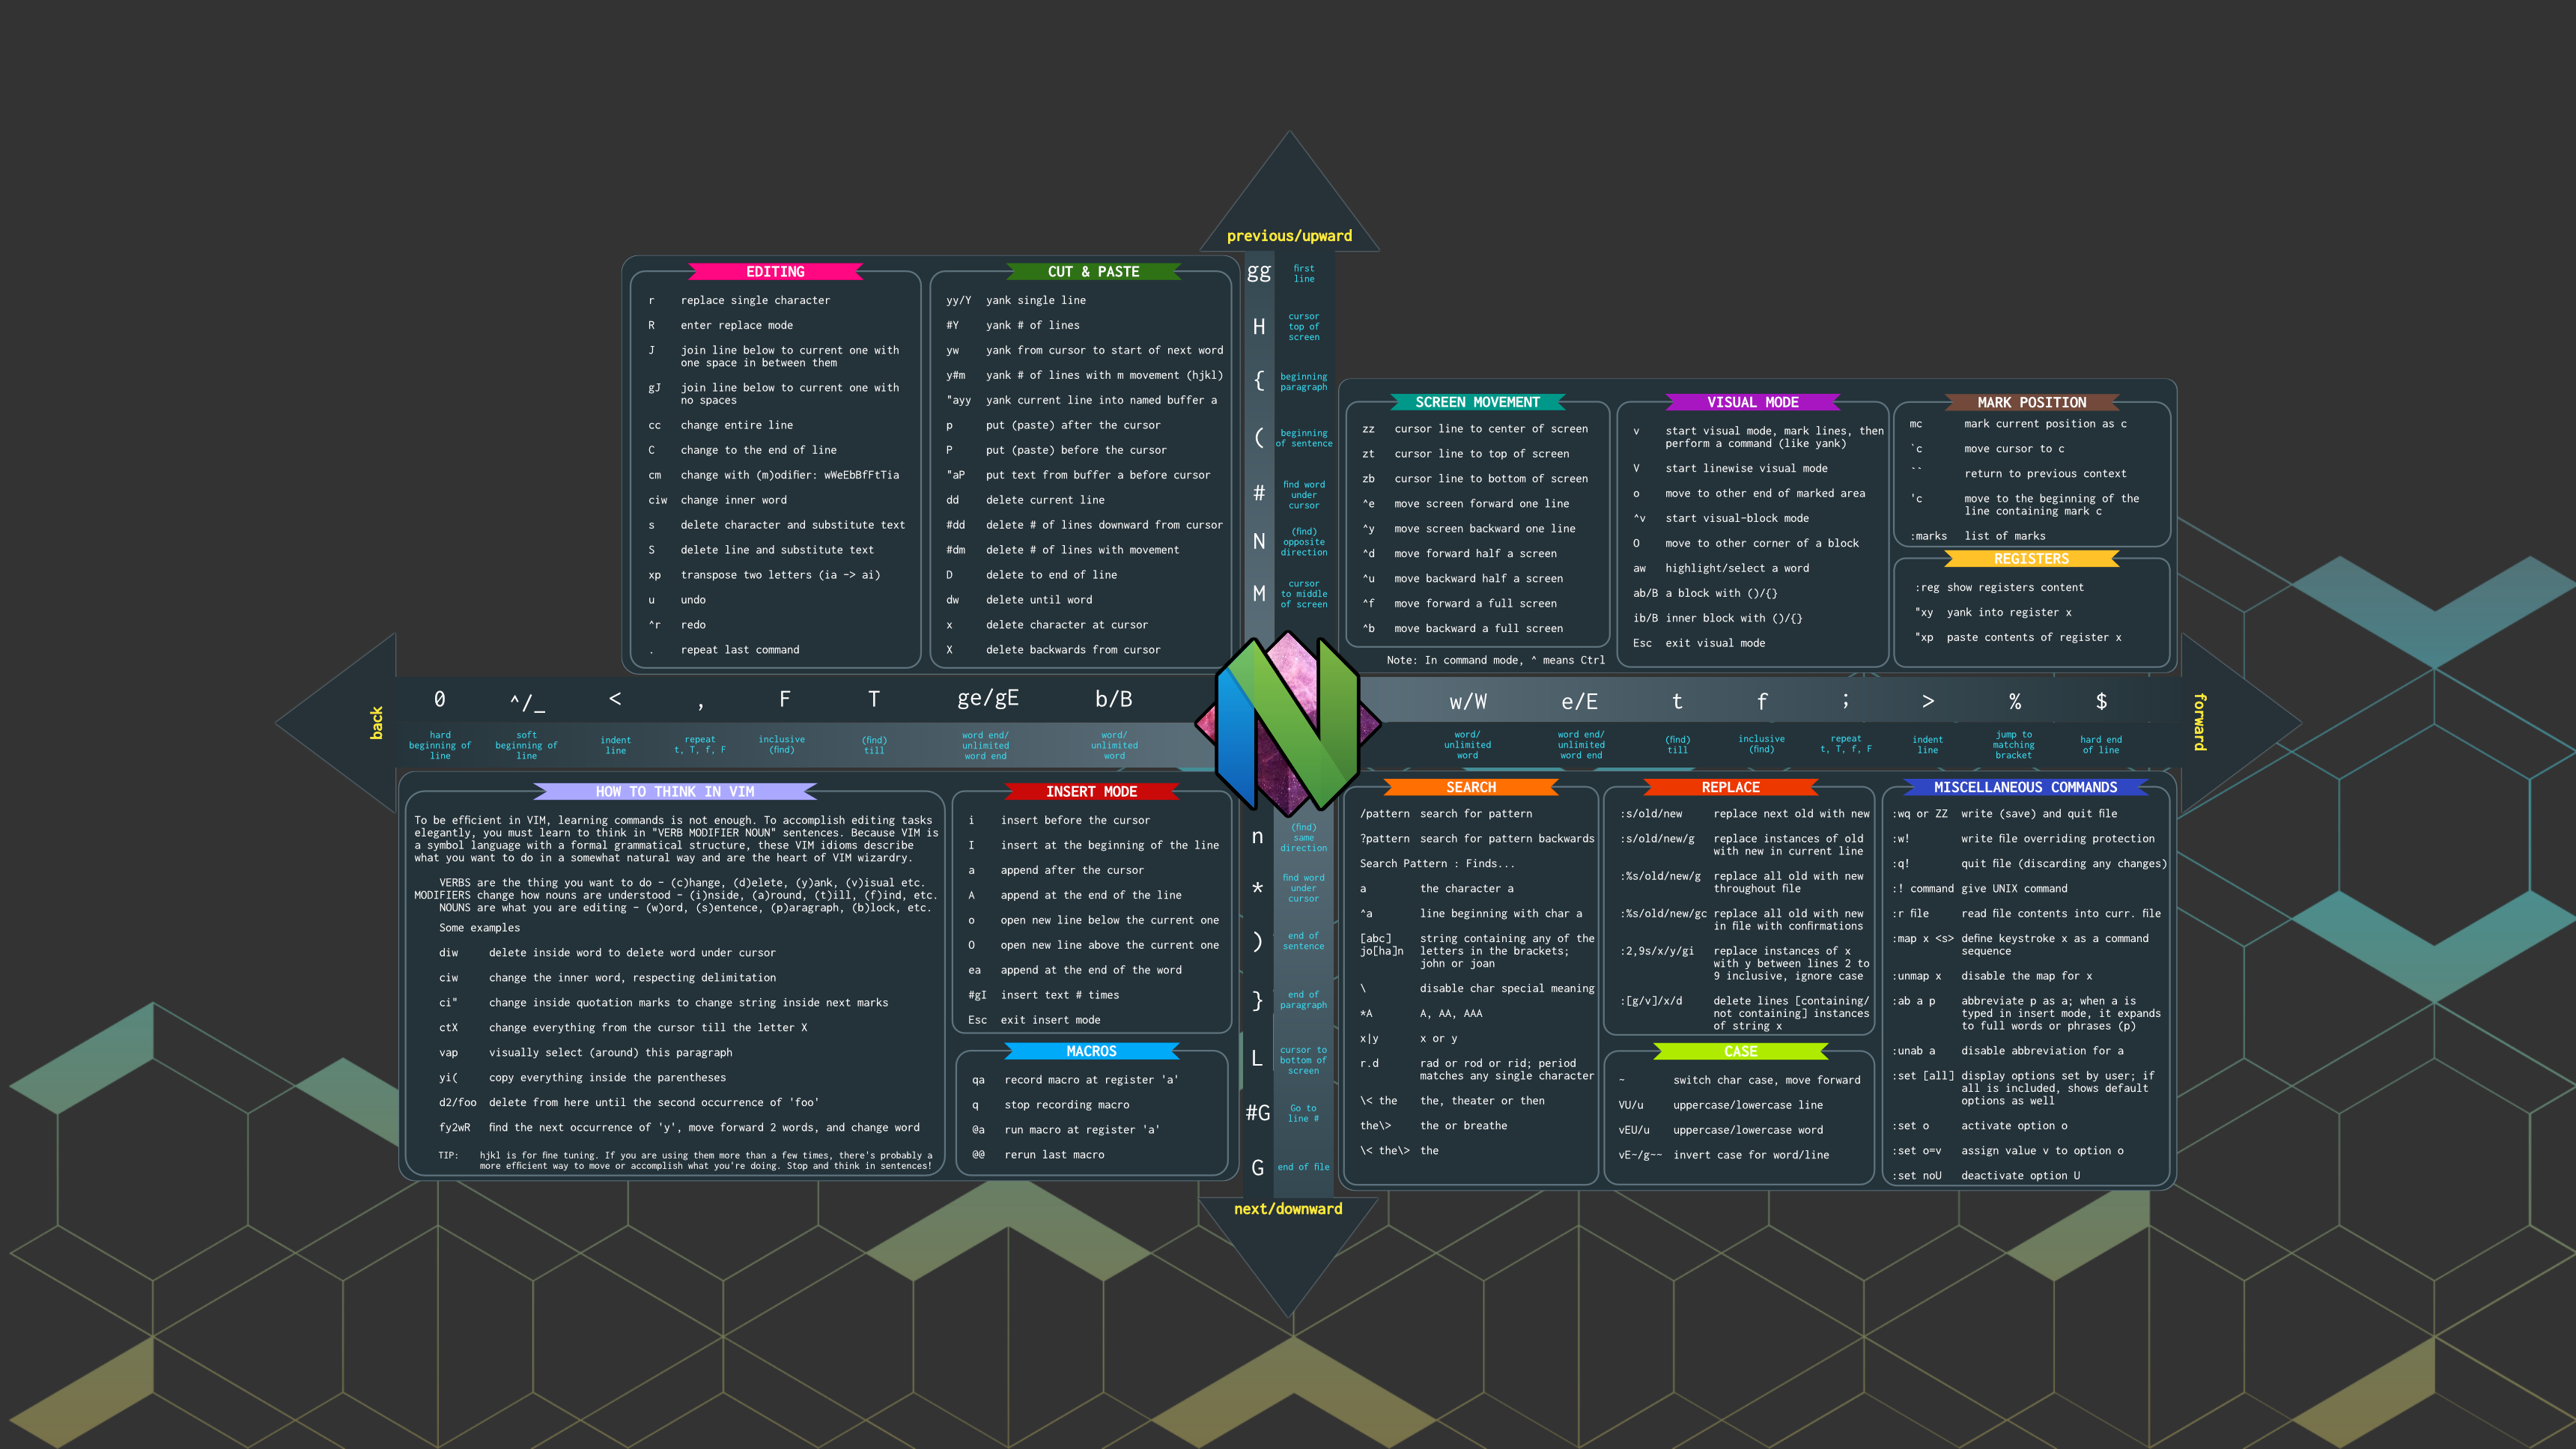 previous/upward
EDITING
r replace single character
R enter replace mode
J join line below to current one with
one space in between them
gJ join line below to current one with
no spaces
cc change entire line
C change to the end of line
cm change with (m)odifier: wWeEbBfFtTia
ciw change inner word
s delete character and substitute text
S delete line and substitute text
xp transpose two letters (ia -> ai)
u undo
^r redo
. repeat last command
CUT & PASTE
yy/Y yank single line
#Y yank # of lines
yw yank from cursor to start of next word
y#m yank # of lines with m movement (hjkl)
"ayy yank current line into named buffer a
p put (paste) after the cursor
P put (paste) before the cursor
"aP put text from buffer a before cursor
dd delete current line
#dd delete # of lines downward from cursor
#dm delete # of lines with movement
D delete to end of line
dw delete until word
x delete character at cursor
X delete backwards from cursor
gg first
line
H cursor
top of
screen
{ beginning
paragraph
( beginning
of sentence
# find word
under
cursor
N (find)
opposite
direction
M cursor
to middle
of screen
SCREEN MOVEMENT
zz cursor line to center of screen
zt cursor line to top of screen
zb cursor line to bottom of screen
^e move screen forward one line
^y move screen backward one line
^d move forward half a screen
^u move backward half a screen
^f move forward a full screen
^b move backward a full screen
Note: In command mode, ^ means Ctrl
VISUAL MODE
v start visual mode, mark lines, then
perform a command (like yank)
V start linewise visual mode
o move to other end of marked area
^v start visual-block mode
O move to other corner of a block
aw highlight/select a word
ab/B a block with ()/{}
ib/B inner block with ()/{}
Esc exit visual mode
MARK POSITION
mc mark current position as c
`c move cursor to c
`` return to previous context
'c move to the beginning of the
line containing mark c
:marks list of marks
REGISTERS
:reg show registers content
"xy yank into register x
"xp paste contents of register x
back
0 hard
beginning of
line
^/_ soft
beginning of
line
< indent
line
, repeat
t, T, f, F
F inclusive
(find)
T (find)
till
ge/gE word end/
unlimited
word end
b/B word/
unlimited
word
w/W word/
unlimited
word
e/E word end/
unlimited
word end
t (find)
till
f inclusive
(find)
; repeat
t, T, f, F
> indent
line
% jump to
matching
bracket
$ hard end
of line
forward
HOW TO THINK IN VIM
To be efficient in VIM, learning commands is not enough. To accomplish editing tasks
elegantly, you must learn to think in "VERB MODIFIER NOUN" sentences. Because VIM is
a symbol language with a formal grammatical structure, these VIM idioms describe
what you want to do in a somewhat natural way and are the heart of VIM wizardry.
VERBS are the thing you want to do - (c)hange, (d)elete, (y)ank, (v)isual etc.
MODIFIERS change how nouns are understood - (i)nside, (a)round, (t)ill, (f)ind, etc.
NOUNS are what you are editing - (w)ord, (s)entence, (p)aragraph, (b)lock, etc.
Some examples
diw delete inside word to delete word under cursor
ciw change the inner word, respecting delimitation
ci" change inside quotation marks to change string inside next marks
ctX change everything from the cursor till the letter X
vap visually select (around) this paragraph
yi( copy everything inside the parentheses
d2/foo delete from here until the second occurrence of 'foo'
fy2wR find the next occurrence of 'y', move forward 2 words, and change word
TIP: hjkl is for fine tuning. If you are using them more than a few times, there's probably a
more efficient way to move or accomplish what you're doing. Stop and think in sentences!
INSERT MODE
i insert before the cursor
I insert at the beginning of the line
a append after the cursor
A append at the end of the line
o open new line below the current one
O open new line above the current one
ea append at the end of the word
#gI insert text # times
Esc exit insert mode
MACROS
qa record macro at register 'a'
q stop recording macro
@a run macro at register 'a'
@@ rerun last macro
n (find)
same
direction
* find word
under
cursor
) end of
sentence
} end of
paragraph
L cursor to
bottom of
screen
#G Go to
line #
G end of file
next/downward
SEARCH
/pattern search for pattern
?pattern search for pattern backwards
Search Pattern : Finds...
a the character a
^a line beginning with char a
[abc] string containing any of the
jo[ha]n letters in the brackets;
john or joan
\ disable char special meaning
*A A, AA, AAA
x|y x or y
r.d rad or rod or rid; period
matches any single character
\< the the, theater or then
the\> the or breathe
\< the\> the
REPLACE
:s/old/new replace next old with new
:s/old/new/g replace instances of old
with new in current line
:%s/old/new/g replace all old with new
throughout file
:%s/old/new/gc replace all old with new
in file with confirmations
:2,9s/x/y/gi replace instances of x
with y between lines 2 to
9 inclusive, ignore case
:[g/v]/x/d delete lines [containing/
not containing] instances
of string x
CASE
~ switch char case, move forward
VU/u uppercase/lowercase line
vEU/u uppercase/lowercase word
vE~/g~~ invert case for word/line
MISCELLANEOUS COMMANDS
:wq or ZZ write (save) and quit file
:w! write file overriding protection
:q! quit file (discarding any changes)
:! command give UNIX command
:r file read file contents into curr. file
:map x <s> define keystroke x as a command
sequence
:unmap x disable the map for x
:ab a p abbreviate p as a; when a is
typed in insert mode, it expands
to full words or phrases (p)
:unab a disable abbreviation for a
:set [all] display options set by user; if
all is included, shows default
options as well
:set o activate option o
:set o=v assign value v to option o
:set noU deactivate option U